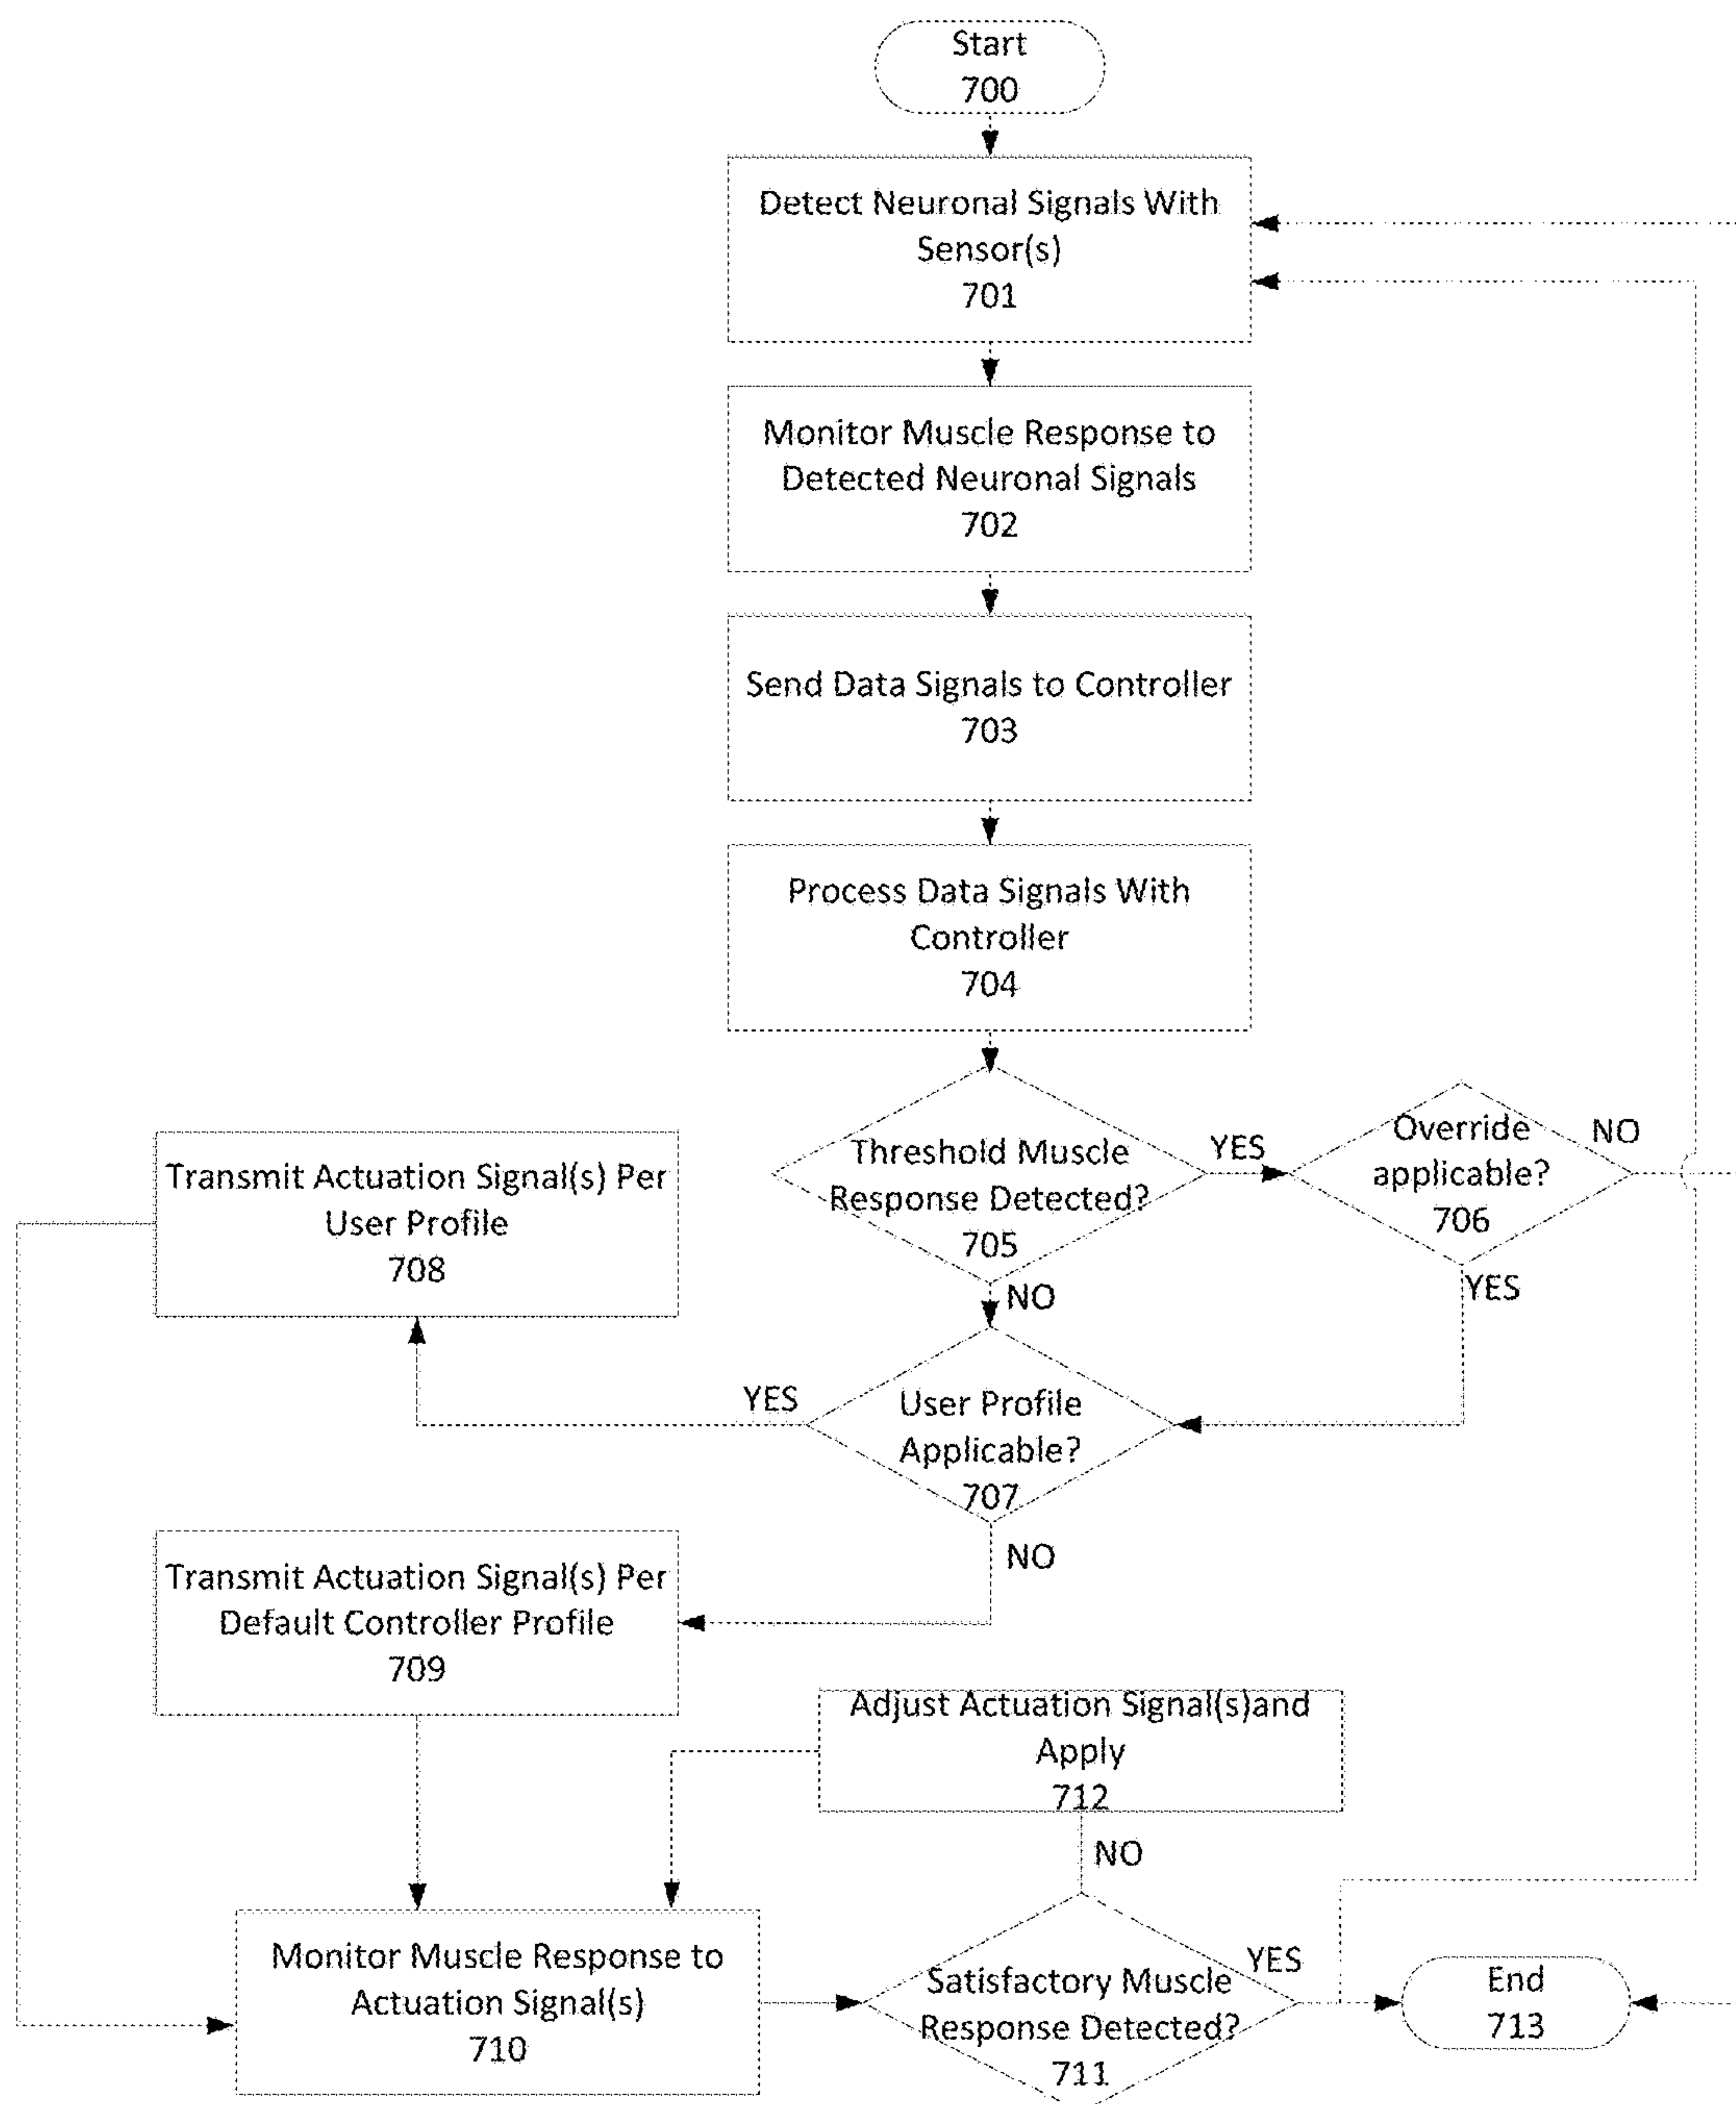 Start
700
Detect Neuronal Signals With
Sensor(s)
701
Monitor Muscle Response to
Detected Neuronal Signals
702
Send Data Signals to Controller
703
Process Data Signals With
Controller
704
Threshold Muscle
Response Detected?
705
YES
Override
applicable?
706
NO
YES
NO
Transmit Actuation Signal(s) Per
User Profile
708
YES
User Profile
Applicable?
707
NO
Transmit Actuation Signal(s) Per
Default Controller Profile
709
Adjust Actuation Signal(s)and
Apply
712
NO
Monitor Muscle Response to
Actuation Signal(s)
710
Satisfactory Muscle
Response Detected?
711
YES
End
713